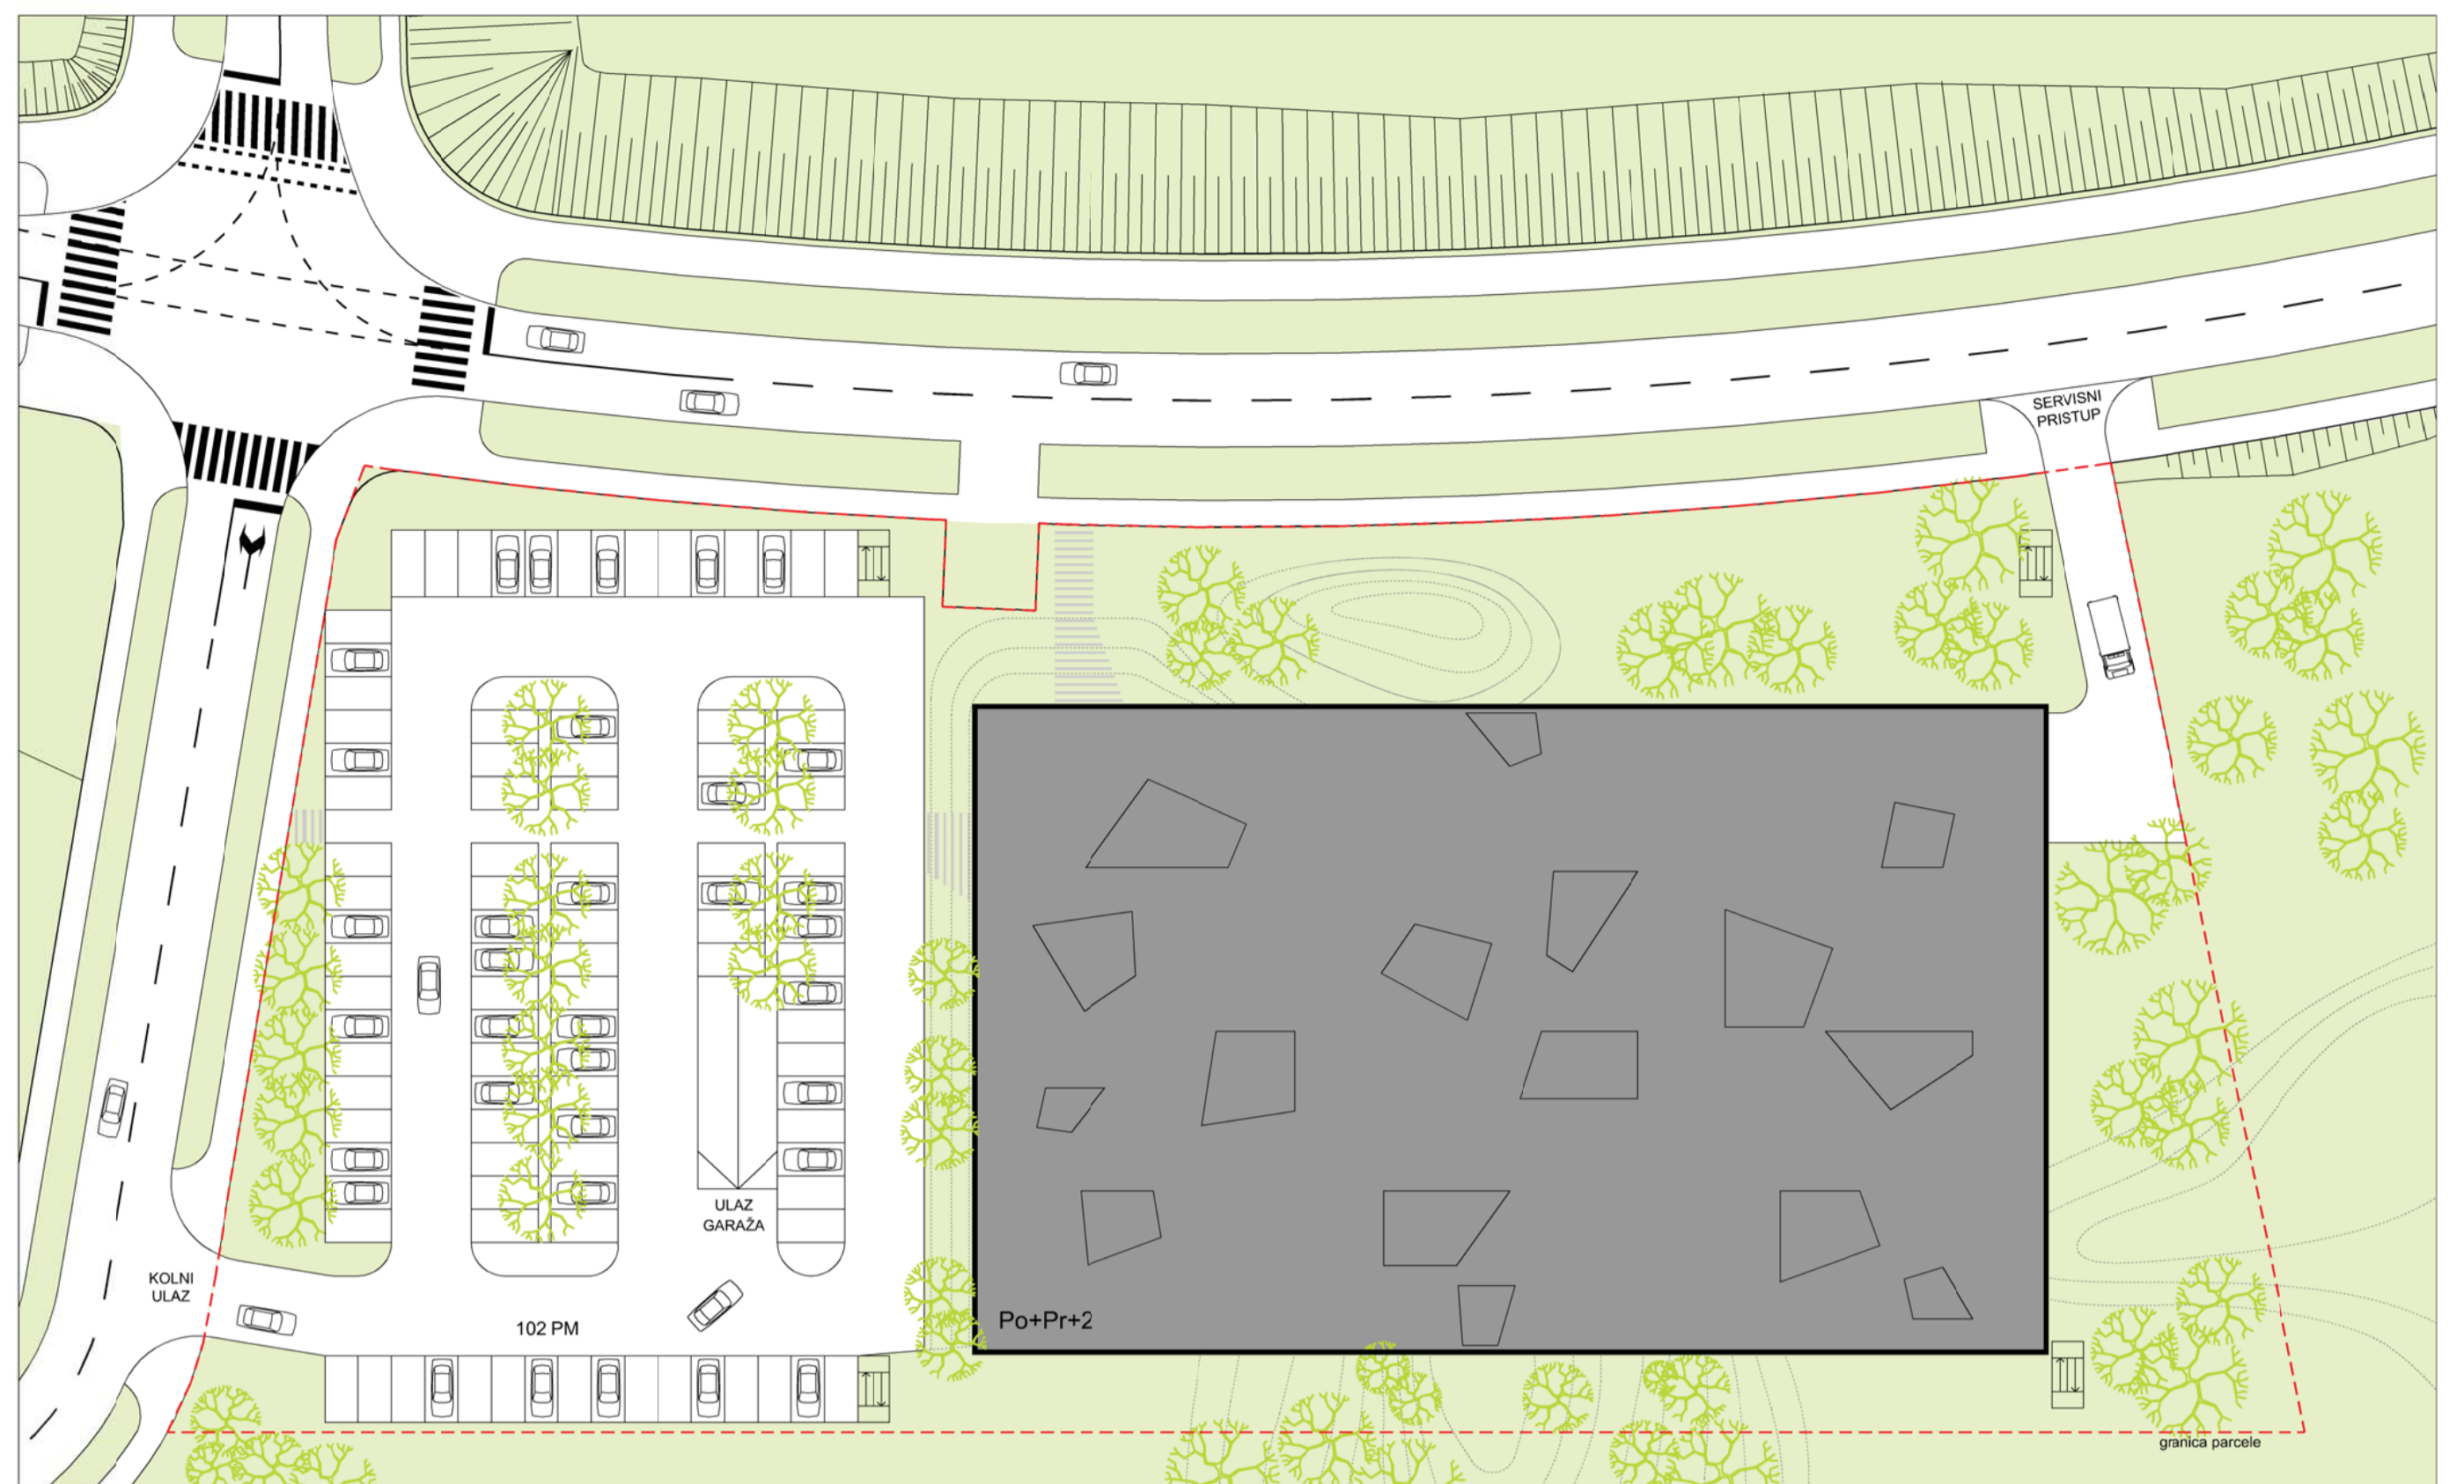 SERVISNI
PRISTUP
ULAZ
GARAŽA
KOLNI
ULAZ
102 PM
Po+Pr+2
granica parcele